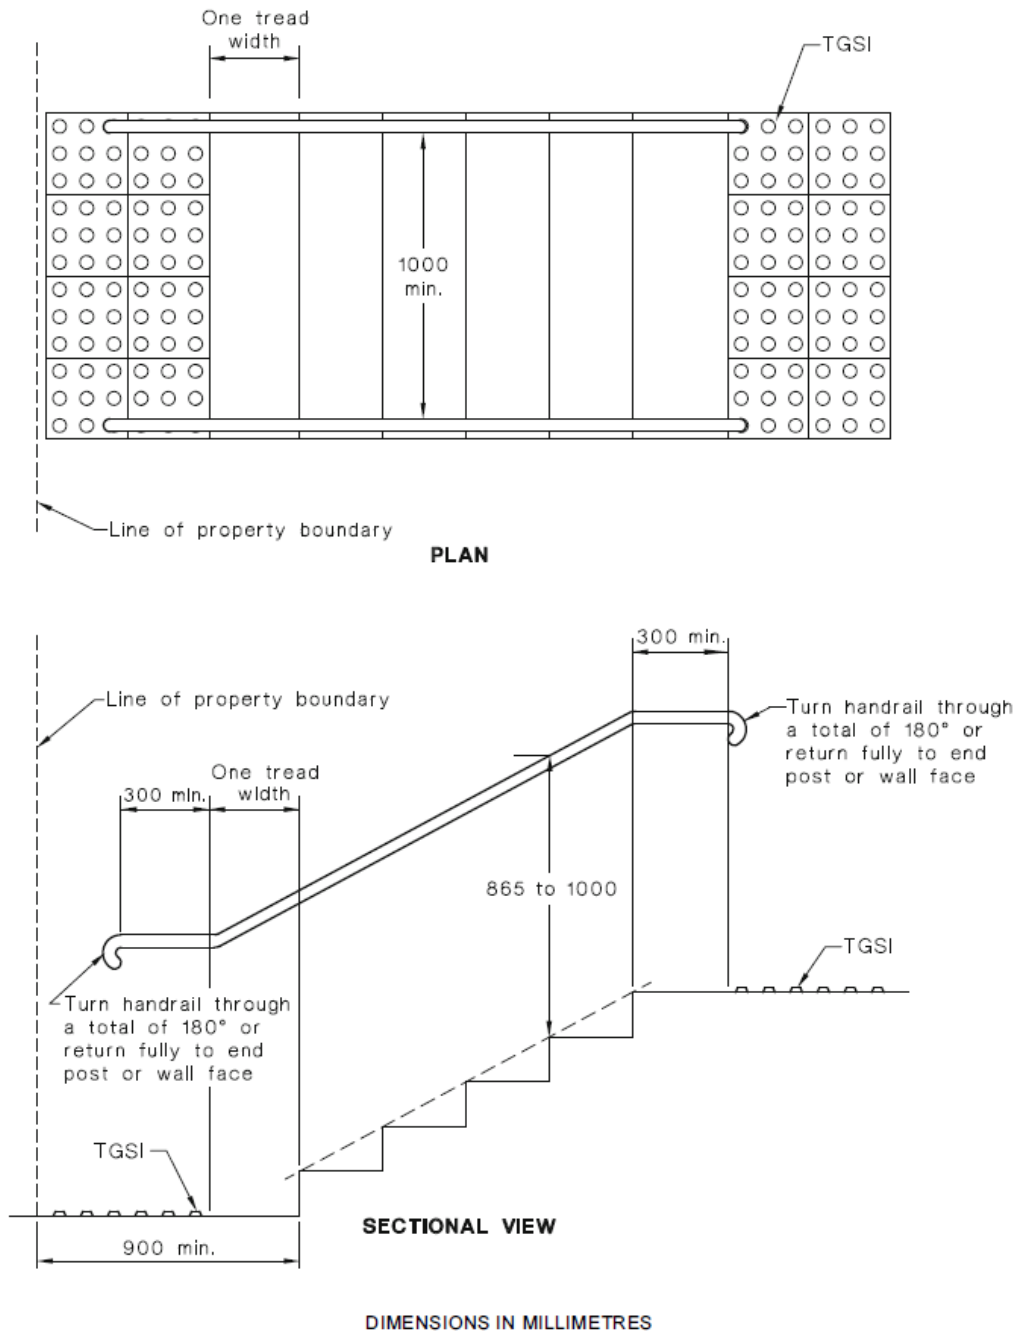 One tread
width
TGSI
1000
min.
Line of property boundary
PLAN
300 min.
Line of property boundary
Turn handrail through
a total of 180° or
return fully to end
post or wall face
One tread
width
300 min.
865 to 1000
TGSI
Turn handrail through
a total of 180° or
return fully to end
post or wall face
TGSI
SECTIONAL VIEW
900 min.
DIMENSIONS IN MILLIMETRES